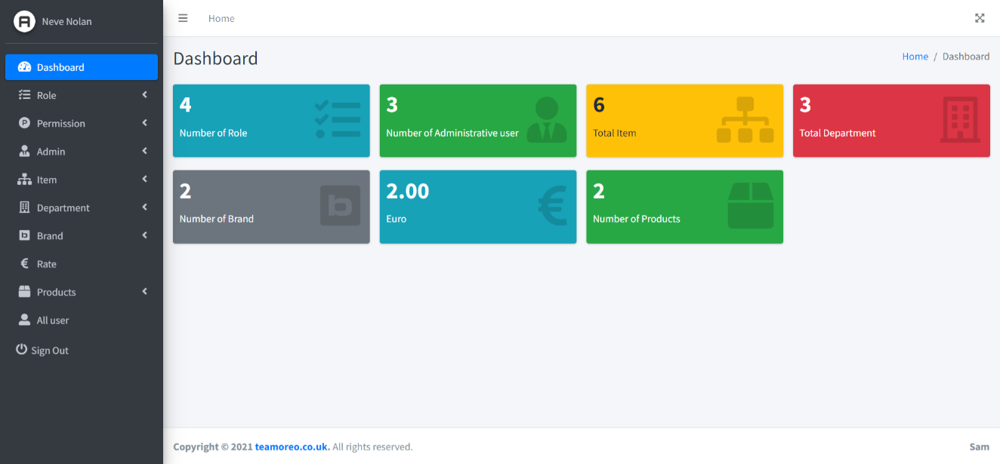 Neve Nolan
Home
Dashboard
Home / Dashboard
Dashboard
Role
Permission
Admin
Item
Department
Brand
Rate
Products
All user
Sign Out
4
Number of Role
3
Number of Administrative user
6
Total Item
3
Total Department
2
Number of Brand
2.00
Euro
2
Number of Products
Copyright © 2021 teamoreo.co.uk. All rights reserved.
Sam